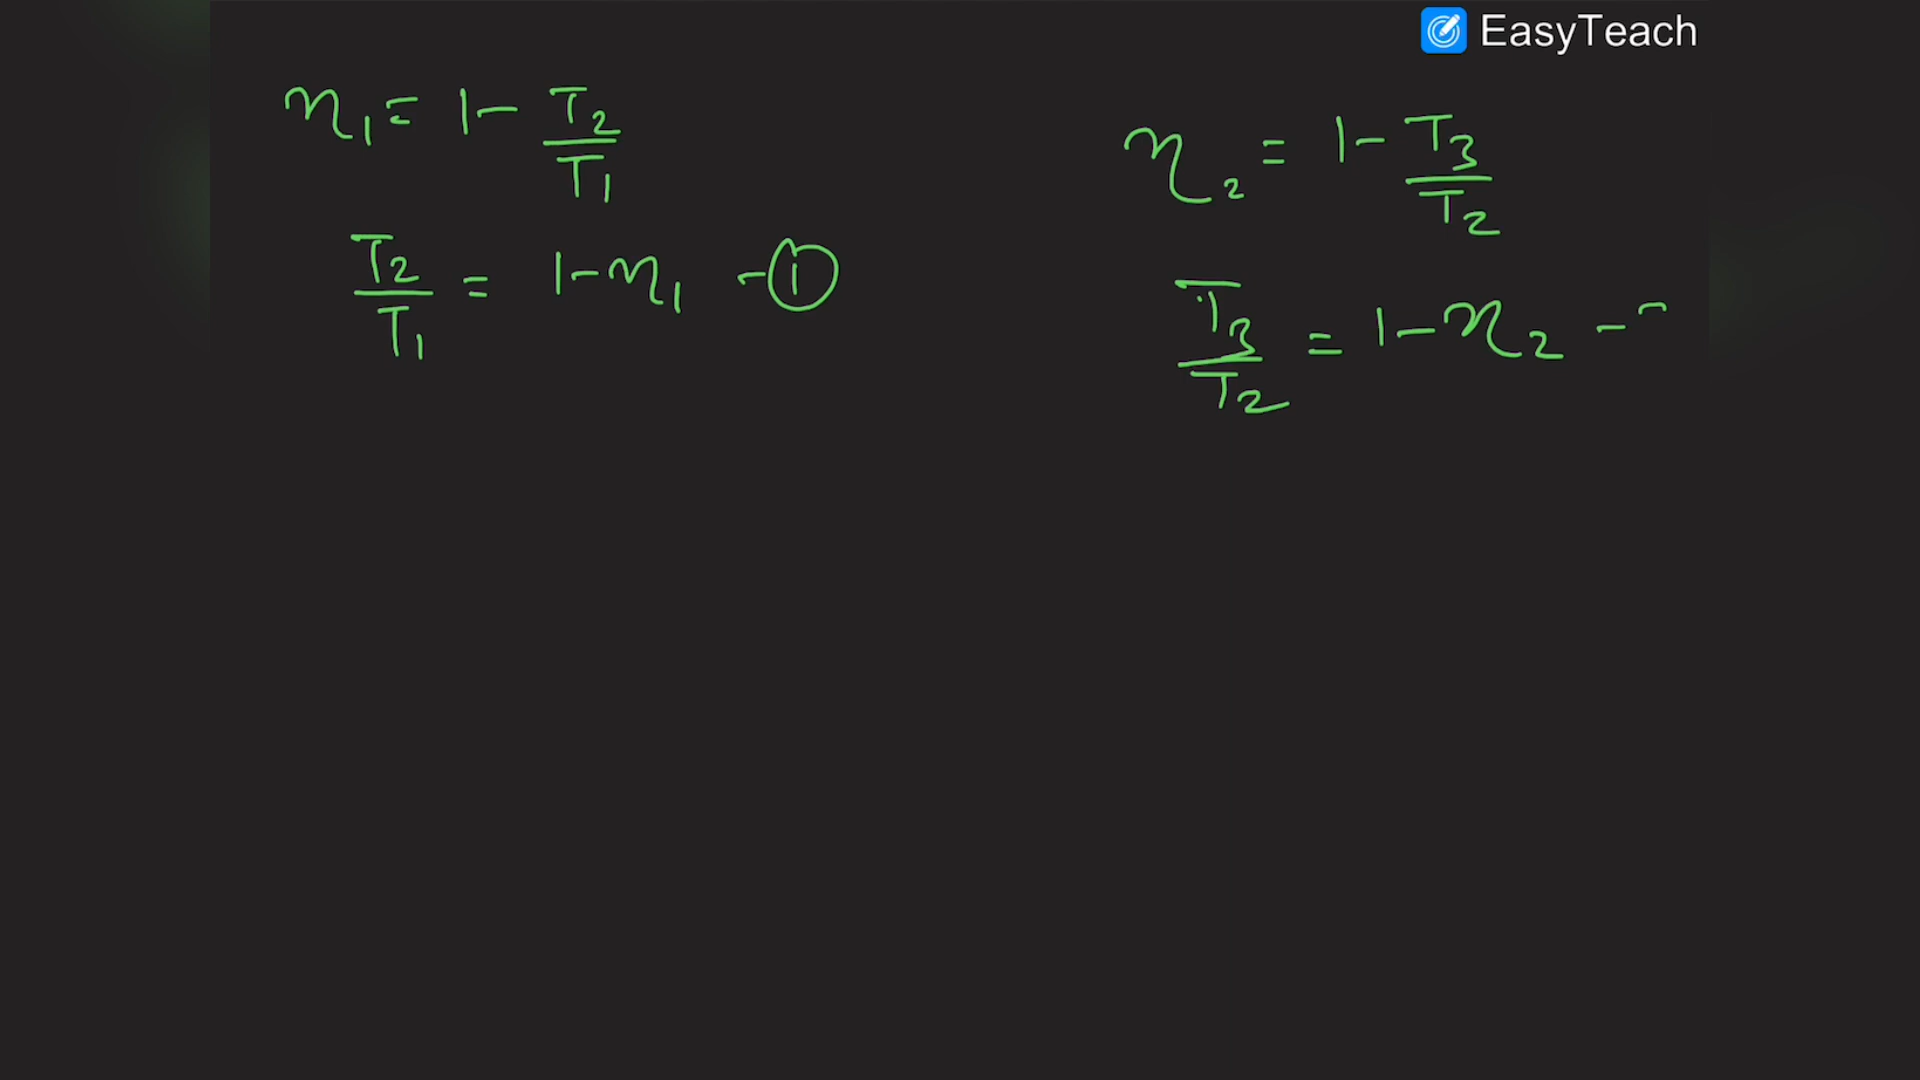 EasyTeach
η₁ = 1 - T₂/T₁
T₂/T₁ = 1 - η₁ - ①
η₂ = 1 - T₃/T₂
T₃/T₂ = 1 - η₂ -